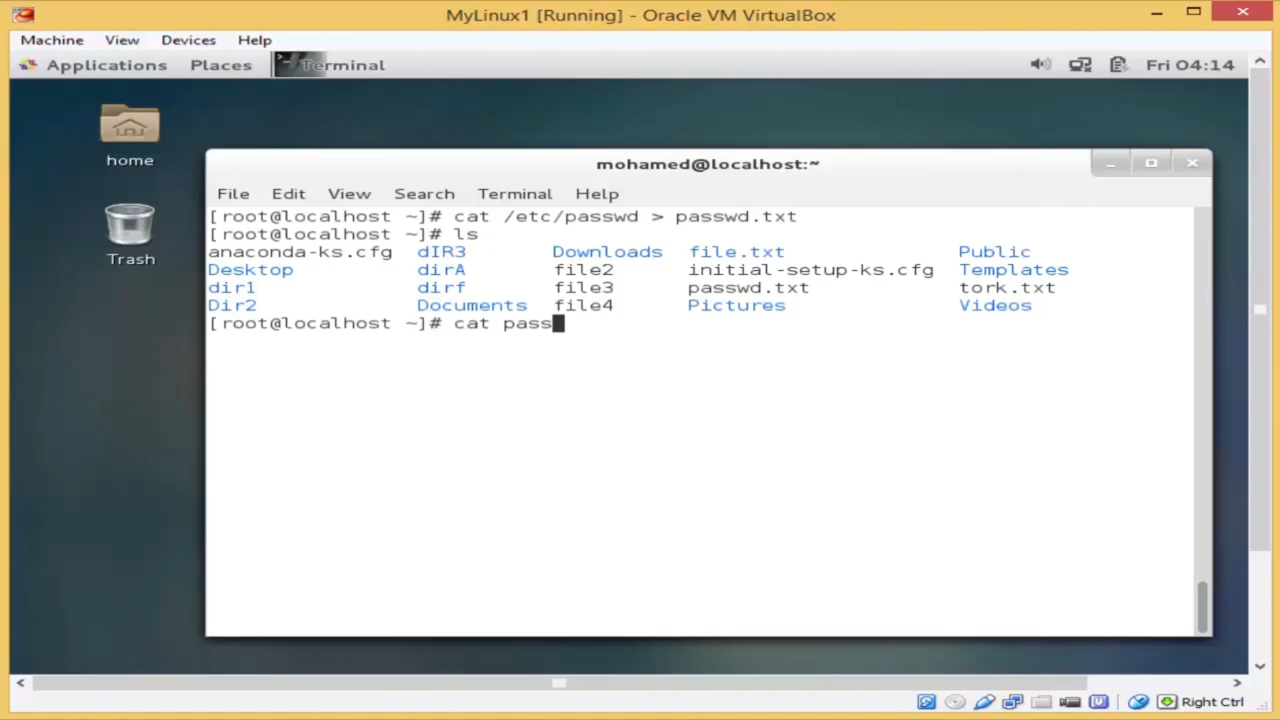 MyLinux1 [Running] - Oracle VM VirtualBox
Machine View Devices Help
Applications Places Terminal Fri 04:14
home
Trash
mohamed@localhost:~
File Edit View Search Terminal Help
[root@localhost ~]# cat /etc/passwd > passwd.txt
[root@localhost ~]# ls
anaconda-ks.cfg dIR3 Downloads file.txt Public
Desktop dirA file2 initial-setup-ks.cfg Templates
dir1 dirf file3 passwd.txt tork.txt
Dir2 Documents file4 Pictures Videos
[root@localhost ~]# cat pass
Right Ctrl